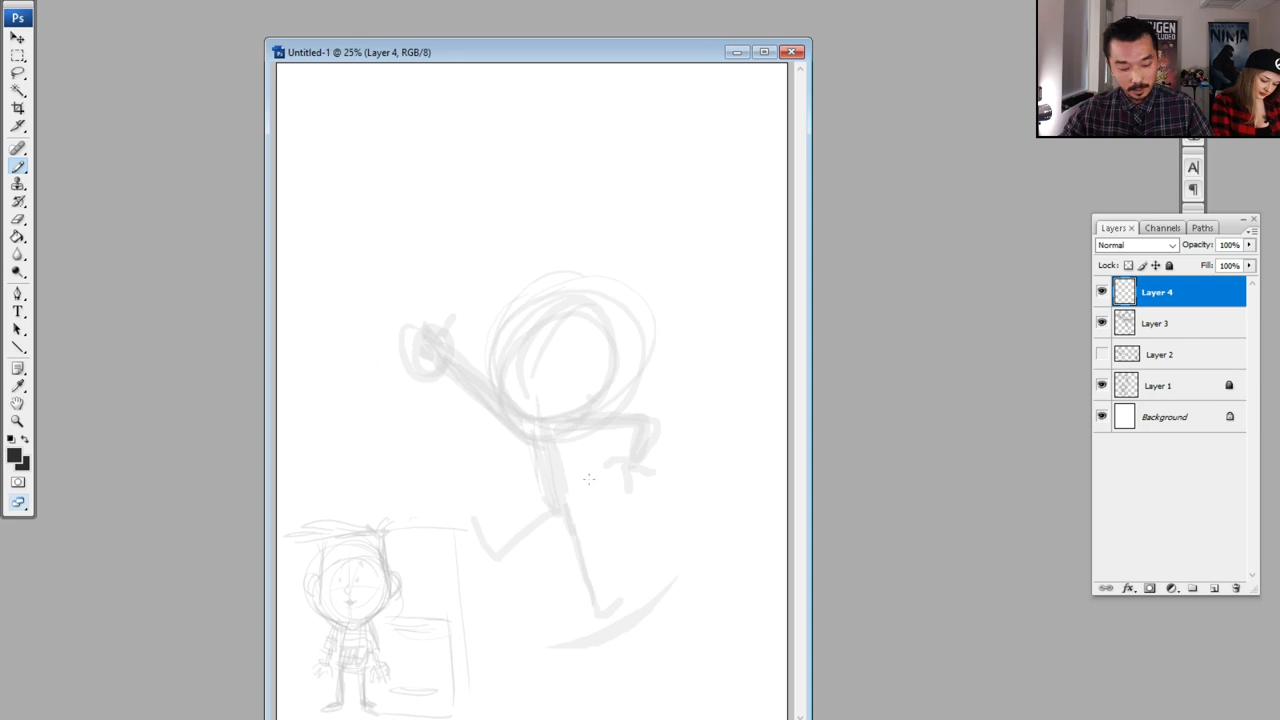 Ps
Untitled-1 @ 25% (Layer 4, RGB/8)
NINJA
Layers Channels Paths
Normal Opacity: 100%
Lock: Fill: 100%
Layer 4
Layer 3
Layer 2
Layer 1
Background
T
A